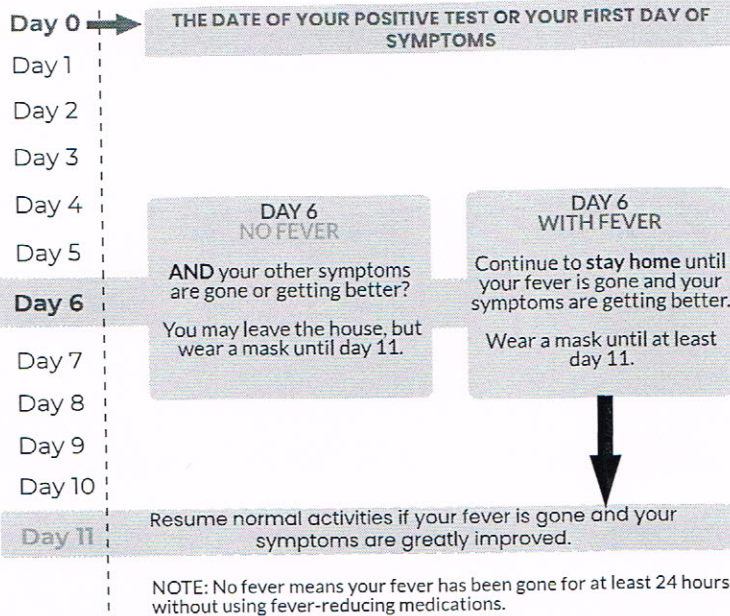 Day 0
THE DATE OF YOUR POSITIVE TEST OR YOUR FIRST DAY OF
SYMPTOMS
Day 1
Day 2
Day 3
Day 4
Day 5
Day 6
Day 7
Day 8
Day 9
Day 10
Day 11
DAY 6
NO FEVER
AND your other symptoms
are gone or getting better?
You may leave the house, but
wear a mask until day 11.
DAY 6
WITH FEVER
Continue to stay home until
your fever is gone and your
symptoms are getting better.
Wear a mask until at least
day 11.
Resume normal activities if your fever is gone and your
symptoms are greatly improved.
NOTE: No fever means your fever has been gone for at least 24 hours
without using fever-reducing medications.